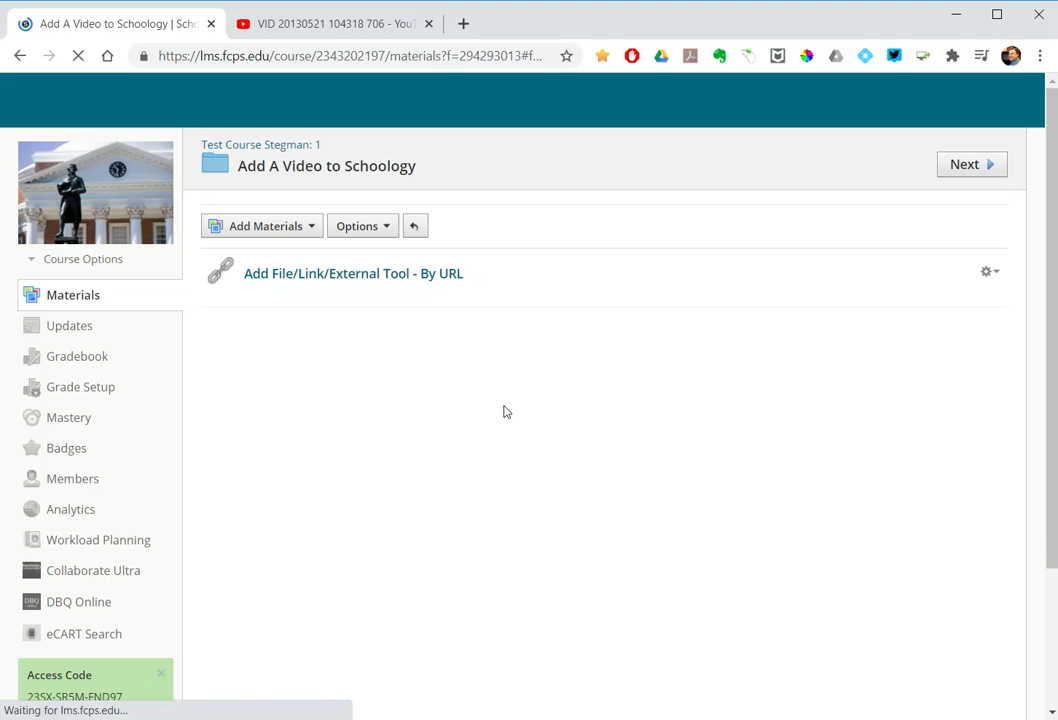 Add A Video to Schoology | Scho
VID 20130521 104318 706 - YouT
https://lms.fcps.edu/course/2343202197/materials?f=294293013#f...
Test Course Stegman: 1
Add A Video to Schoology
Next
Add Materials
Options
Course Options
Add File/Link/External Tool - By URL
Materials
Updates
Gradebook
Grade Setup
Mastery
Badges
Members
Analytics
Workload Planning
Collaborate Ultra
DBQ
DBQ Online
eCART Search
Access Code
23SX-SR5M-FND97
Waiting for lms.fcps.edu...